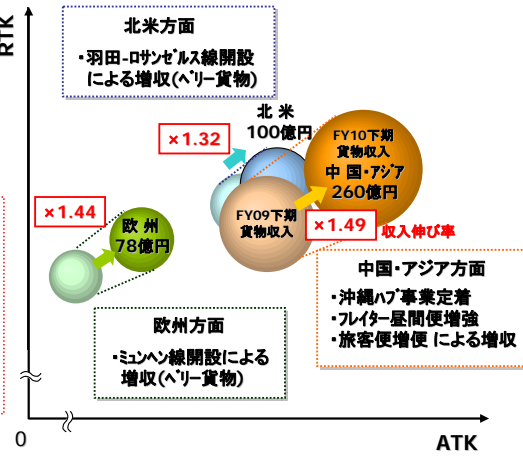 RTK
北米方面
・羽田-ロサンゼルス線開設
による増収(ベリー貨物)
北 米
100億円
×1.32
FY10下期
貨物収入
中 国・アジア
260億円
×1.44
欧 州
78億円
FY09下期
貨物収入
×1.49
収入伸び率
中国・アジア方面
・沖縄ハブ事業定着
・フレイター昼間便増強
・旅客便増便 による増収
欧州方面
・ミュンヘン線開設による
増収(ベリー貨物)
0
ATK